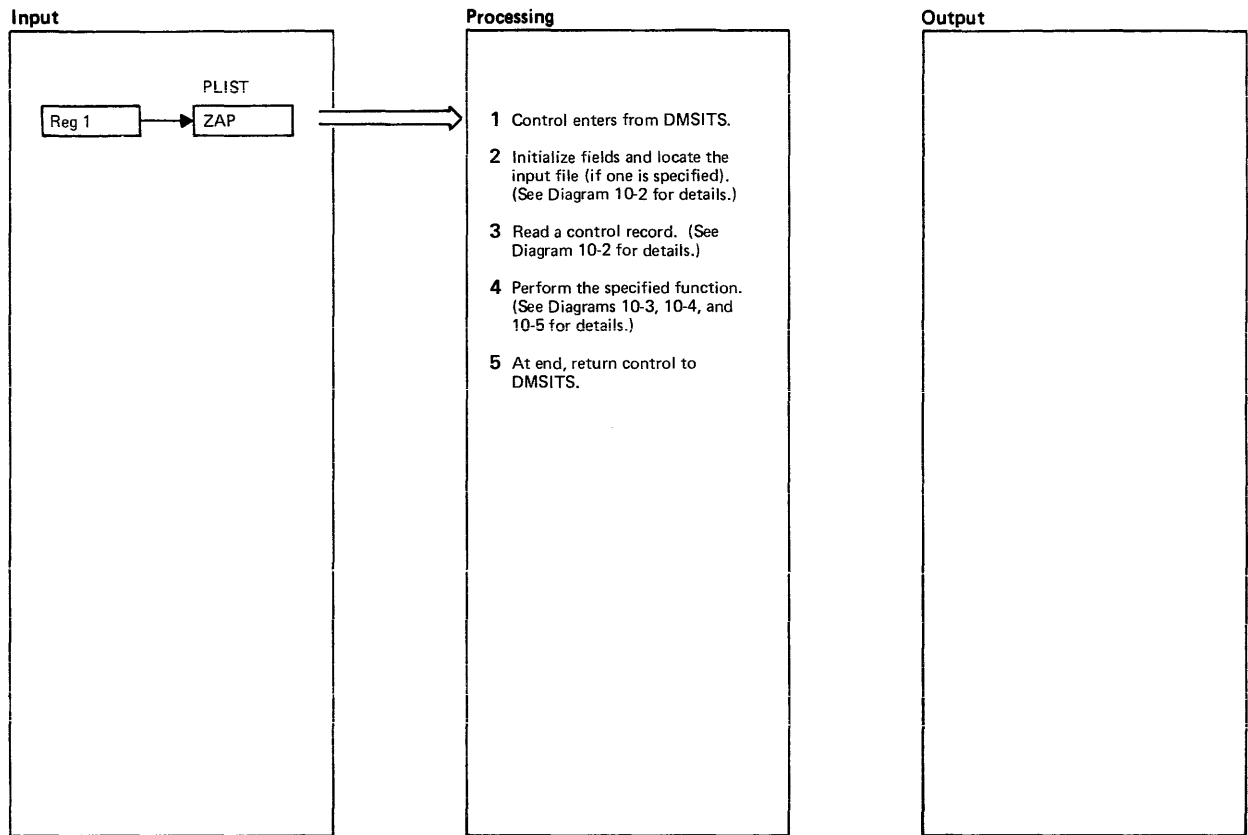 Input
PLIST
Reg 1
ZAP
Processing
1 Control enters from DMSITS.
2 Initialize fields and locate the
input file (if one is specified).
(See Diagram 10-2 for details.)
3 Read a control record. (See
Diagram 10-2 for details.)
4 Perform the specified function.
(See Diagrams 10-3, 10-4, and
10-5 for details.)
5 At end, return control to
DMSITS.
Output